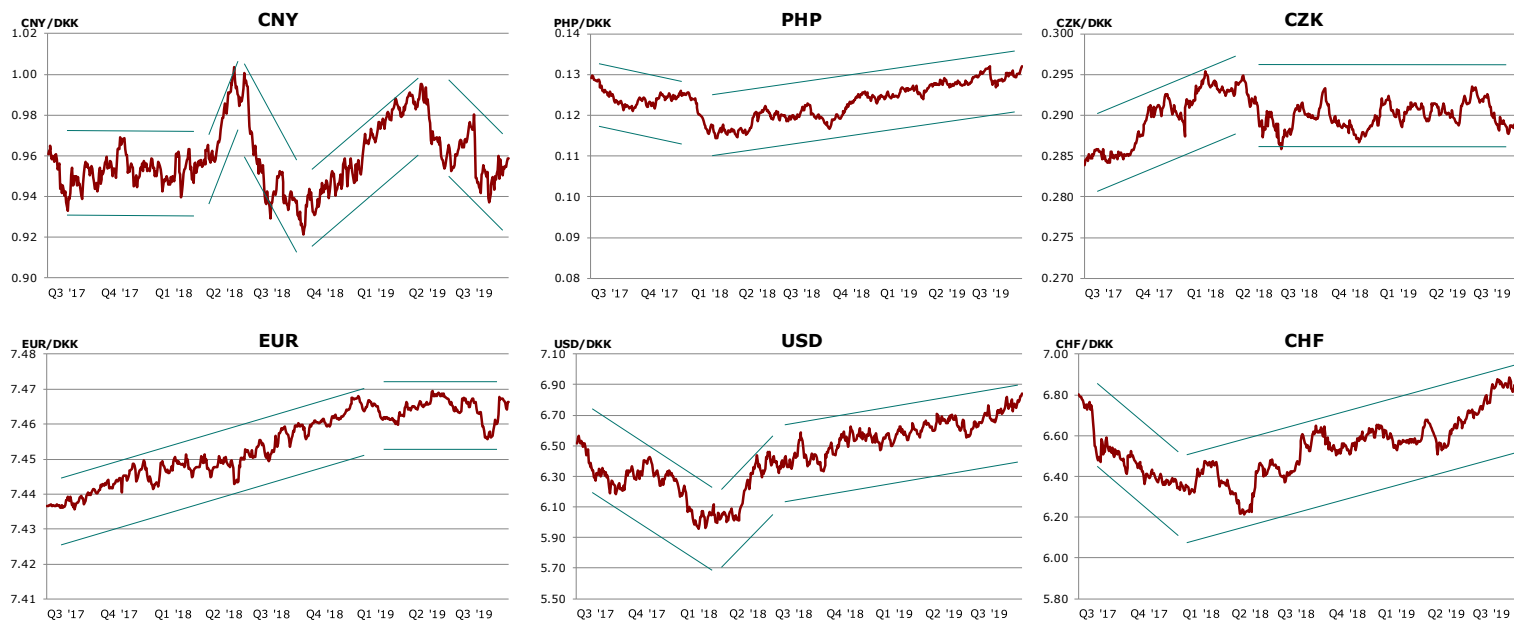 CNY
CNY/DKK
1.02
1.00
0.98
0.96
0.94
0.92
0.90
Q3 '17 Q4 '17 Q1 '18 Q2 '18 Q3 '18 Q4 '18 Q1 '19 Q2 '19 Q3 '19
PHP
PHP/DKK
0.14
0.13
0.12
0.11
0.10
0.09
0.08
Q3 '17 Q4 '17 Q1 '18 Q2 '18 Q3 '18 Q4 '18 Q1 '19 Q2 '19 Q3 '19
CZK
CZK/DKK
0.300
0.295
0.290
0.285
0.280
0.275
0.270
Q3 '17 Q4 '17 Q1 '18 Q2 '18 Q3 '18 Q4 '18 Q1 '19 Q2 '19 Q3 '19
EUR
EUR/DKK
7.48
7.47
7.46
7.45
7.44
7.43
7.42
7.41
Q3 '17 Q4 '17 Q1 '18 Q2 '18 Q3 '18 Q4 '18 Q1 '19 Q2 '19 Q3 '19
USD
USD/DKK
7.10
6.90
6.70
6.50
6.30
6.10
5.90
5.70
5.50
Q3 '17 Q4 '17 Q1 '18 Q2 '18 Q3 '18 Q4 '18 Q1 '19 Q2 '19 Q3 '19
CHF
CHF/DKK
7.00
6.80
6.60
6.40
6.20
6.00
5.80
Q3 '17 Q4 '17 Q1 '18 Q2 '18 Q3 '18 Q4 '18 Q1 '19 Q2 '19 Q3 '19